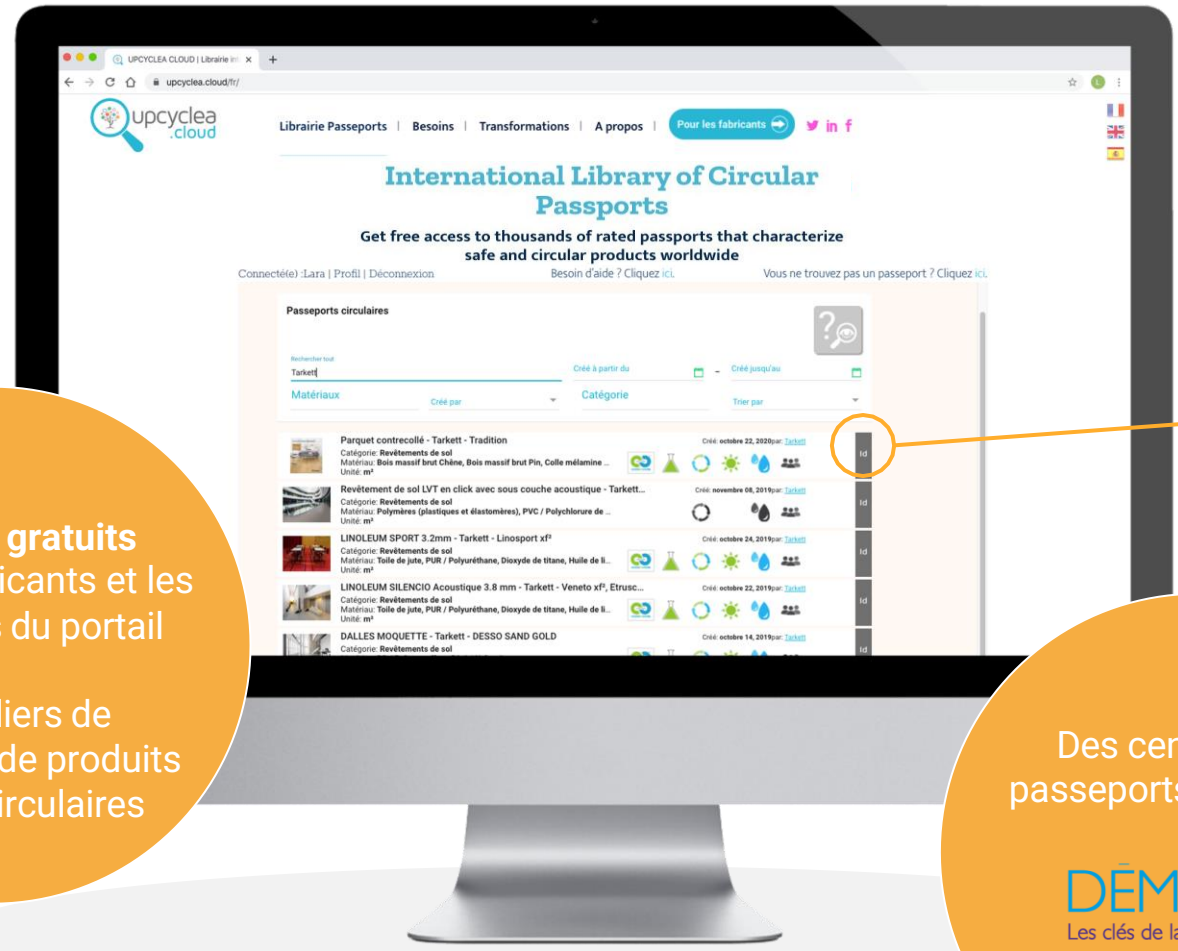 UPCYCLEA CLOUD | Librairie in
upcyclea.cloud/fr/
upcyclea
.cloud
Librairie Passeports | Besoins | Transformations | A propos | Pour les fabricants
International Library of Circular
Passports
Get free access to thousands of rated passports that characterize
safe and circular products worldwide
Connecté(e) :Lara | Profil | Déconnexion Besoin d'aide ? Cliquez ici. Vous ne trouvez pas un passeport ? Cliquez ici.
Passeports circulaires
Rechercher tout
Tarkett
Créé à partir du - Créé jusqu'au
Matériaux Créé par Catégorie Trier par
Parquet contrecollé - Tarkett - Tradition
Créé: octobre 22, 2020par: Tarkett
Catégorie: Revêtements de sol
Matériau: Bois massif brut Chêne, Bois massif brut Pin, Colle mélamine ...
Unité: m²
Id
Revêtement de sol LVT en click avec sous couche acoustique - Tarkett...
Créé: novembre 08, 2019par: Tarkett
Catégorie: Revêtements de sol
Matériau: Polymères (plastiques et élastomères), PVC / Polychlorure de ...
Unité: m²
Id
LINOLEUM SPORT 3.2mm - Tarkett - Linosport xf²
Créé: octobre 24, 2019par: Tarkett
Catégorie: Revêtements de sol
Matériau: Toile de jute, PUR / Polyuréthane, Dioxyde de titane, Huile de li...
Unité: m²
Id
LINOLEUM SILENCIO Acoustique 3.8 mm - Tarkett - Veneto xf², Etrusc...
Créé: octobre 22, 2019par: Tarkett
Catégorie: Revêtements de sol
Matériau: Toile de jute, PUR / Polyuréthane, Dioxyde de titane, Huile de li...
Unité: m²
Id
DALLES MOQUETTE - Tarkett - DESSO SAND GOLD
Créé: octobre 14, 2019par: Tarkett
Catégorie: Revêtements de sol
Id
gratuits
icants et les
s du portail
liers de
de produits
irculaires
Des cen
passeports
DĒM
Les clés de la